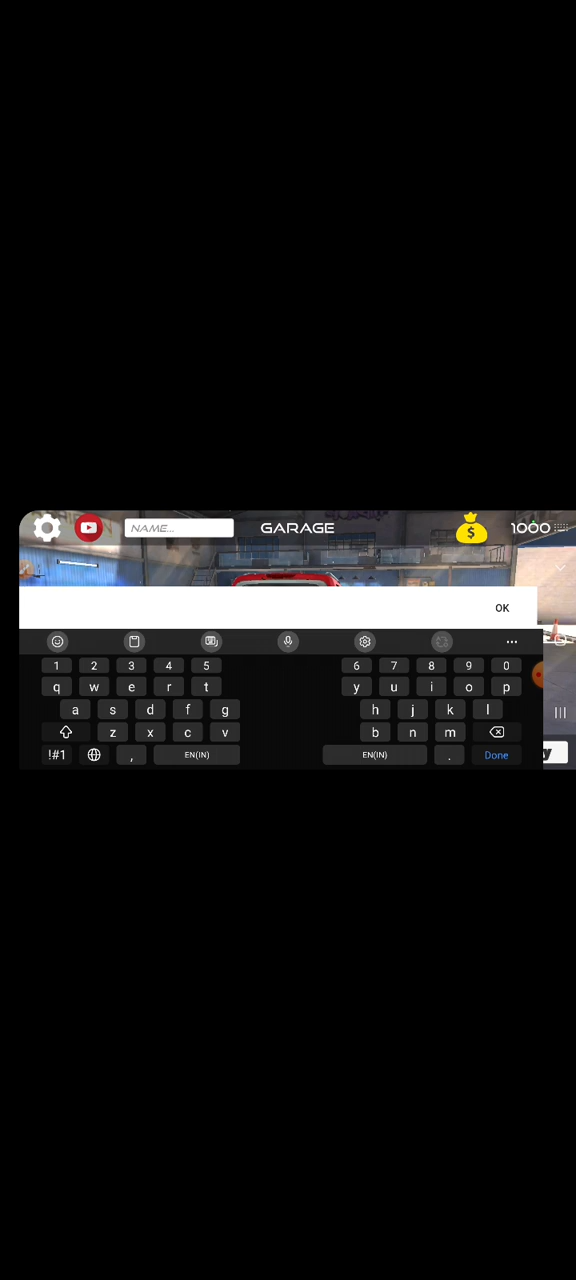 NAME...
GARAGE
$
1000
OK
1 2 3 4 5 6 7 8 9 0
q w e r t y u i o p
a s d f g h j k l
z x c v b n m
!#1 , EN(IN) EN(IN) . Done
y